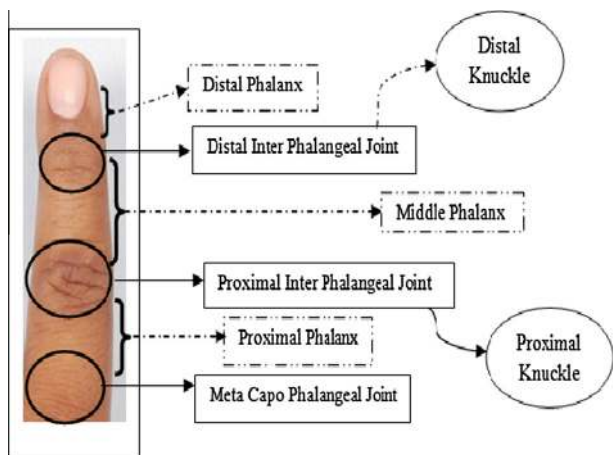 Distal
Knuckle
Distal Phalanx
Distal Inter Phalangeal Joint
Middle Phalanx
Proximal Inter Phalangeal Joint
Proximal Phalanx
Proximal
Knuckle
Meta Capo Phalangeal Joint